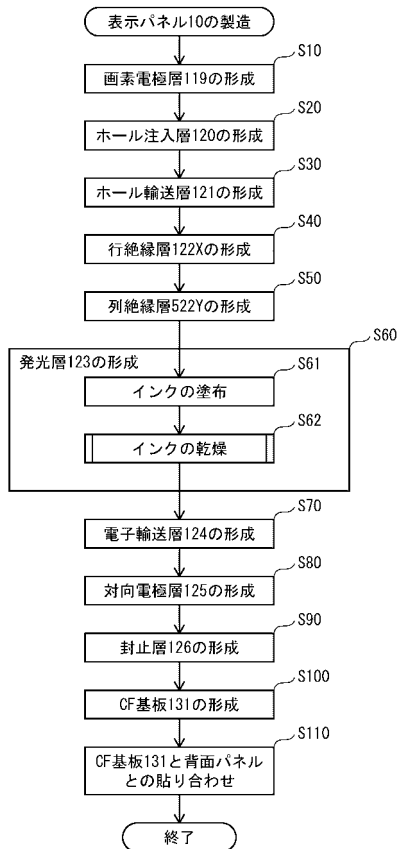 表示パネル10の製造
S10
画素電極層119の形成
S20
ホール注入層120の形成
S30
ホール輸送層121の形成
S40
行絶縁層122Xの形成
S50
列絶縁層522Yの形成
S60
発光層123の形成
S61
インクの塗布
S62
インクの乾燥
S70
電子輸送層124の形成
S80
対向電極層125の形成
S90
封止層126の形成
S100
CF基板131の形成
S110
CF基板131と背面パネル
との貼り合わせ
終了